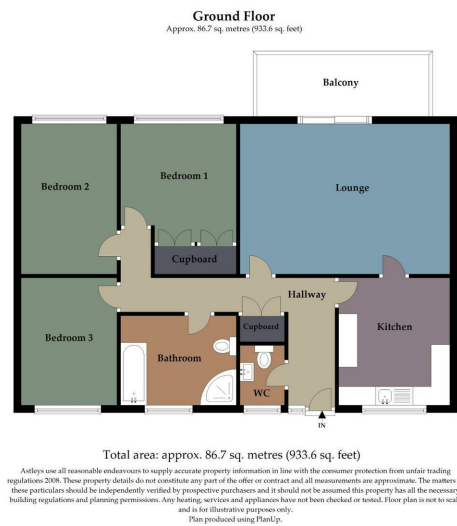 Ground Floor
Approx. 86.7 sq. metres (933.6 sq. feet)
Balcony
Bedroom 2
Bedroom 1
Lounge
Cupboard
Hallway
Bedroom 3
Cupboard
Kitchen
Bathroom
WC
IN
Total area: approx. 86.7 sq. metres (933.6 sq. feet)
Astleys use all reasonable endeavours to supply accurate property information in line with the consumer protection from unfair trading
regulations 2008. These property details do not constitute any part of the offer or contract and all measurements are approximate. The matters
these particulars should be independently verified by prospective purchasers and it should not be assumed this property has all the necessary
building regulations and planning permissions. Any heating, services and appliances have not been checked or tested. Floor plan is not to
and is for illustrative purposes only.
Plan produced using PlanUp.